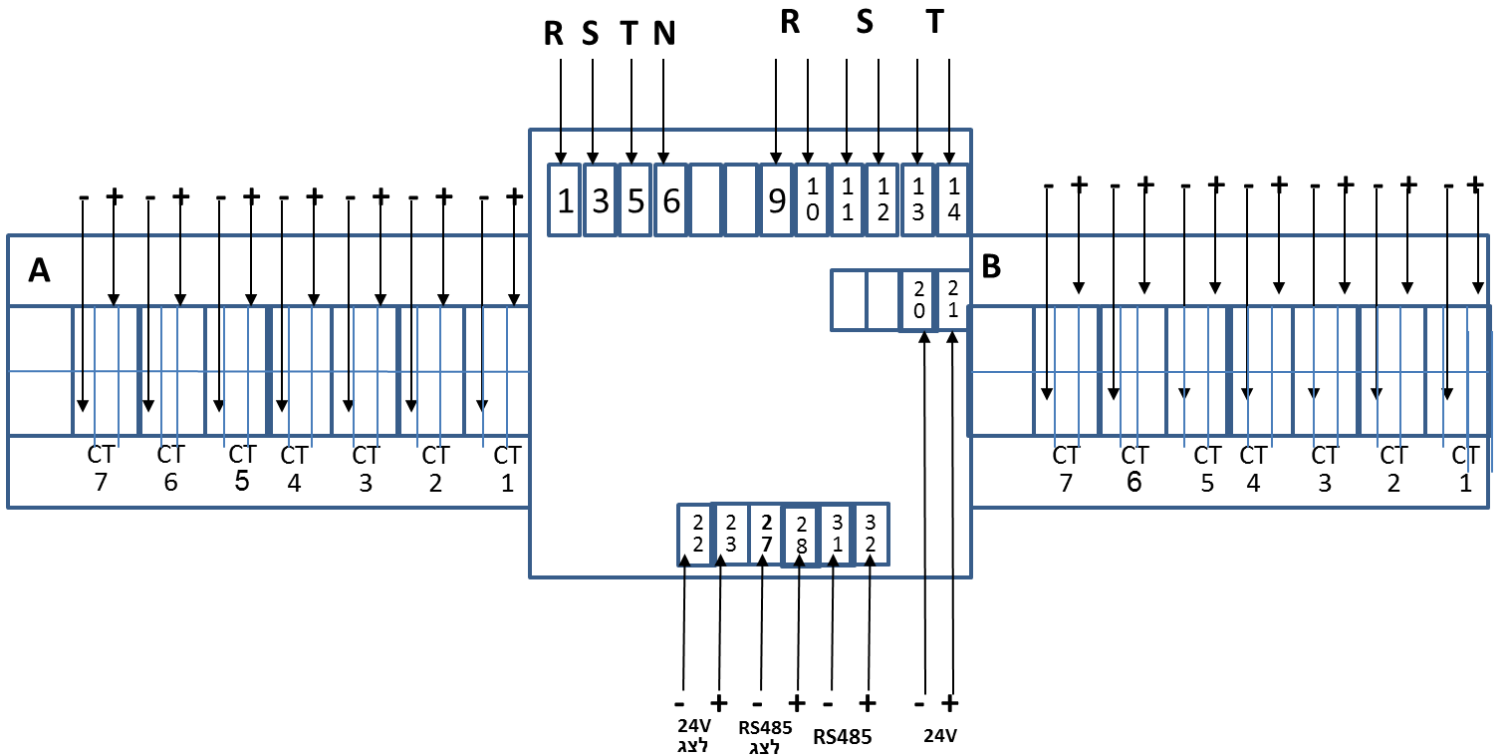 R S T N R S T
1 3 5 6 9 10 11 12 13 14
- + - + - + - + - + - + - +
- + - + - + - + - + - + - +
A
B
20 21
CT 7 CT 6 CT 5 CT 4 CT 3 CT 2 CT 1
CT 7 CT 6 CT 5 CT 4 CT 3 CT 2 CT 1
22 23 27 28 31 32
- + - + - + - +
24V לצג
RS485 לצג
RS485
24V